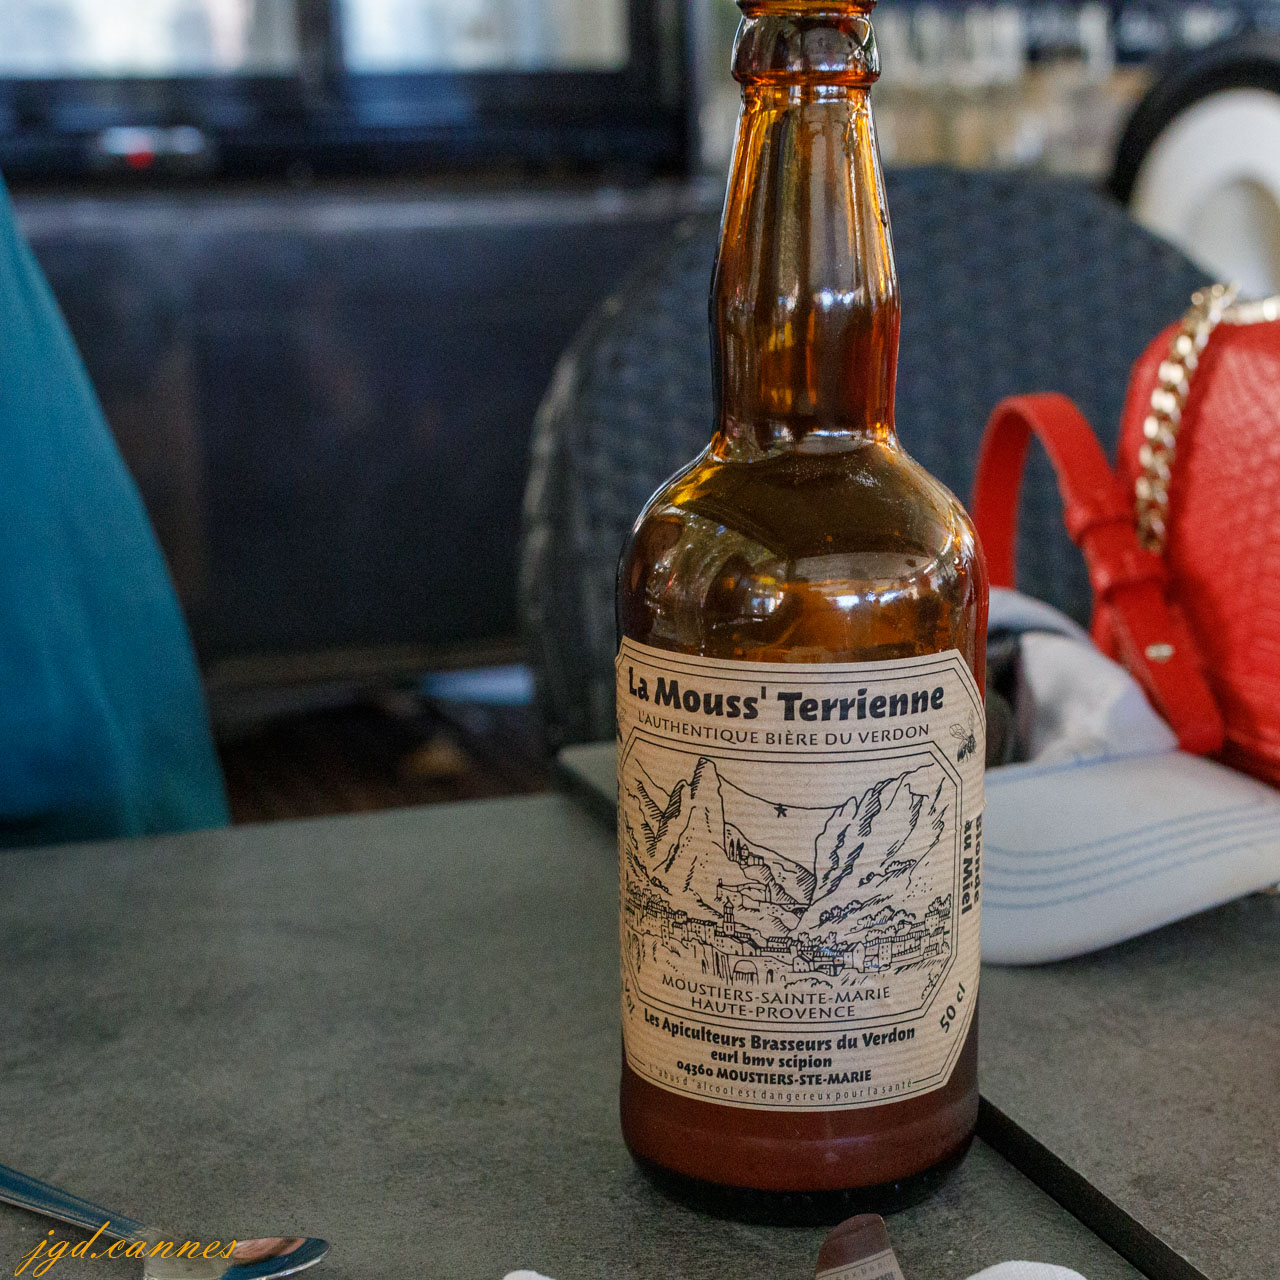 La Mouss' Terrienne
L'AUTHENTIQUE BIÈRE DU VERDON
Blonde
au Miel
MOUSTIERS-SAINTE-MARIE
HAUTE-PROVENCE
50 cl
Les Apiculteurs Brasseurs du Verdon
eurl bmv scipion
04360 MOUSTIERS-STE-MARIE
L'abus d'alcool est dangereux pour la santé
jgd.cannes